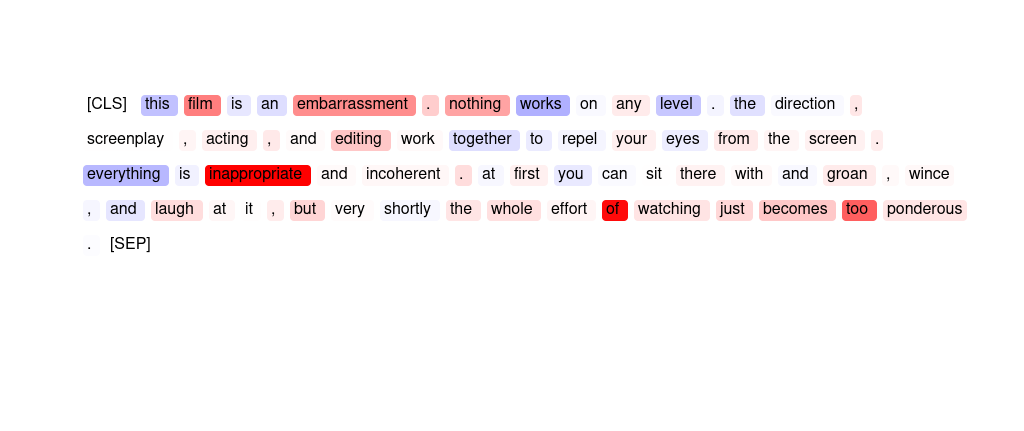 [CLS] this film is an embarrassment . nothing works on any level . the direction ,
screenplay , acting , and editing work together to repel your eyes from the screen .
everything is inappropriate and incoherent . at first you can sit there with and groan , wince
, and laugh at it , but very shortly the whole effort of watching just becomes too ponderous
. [SEP]